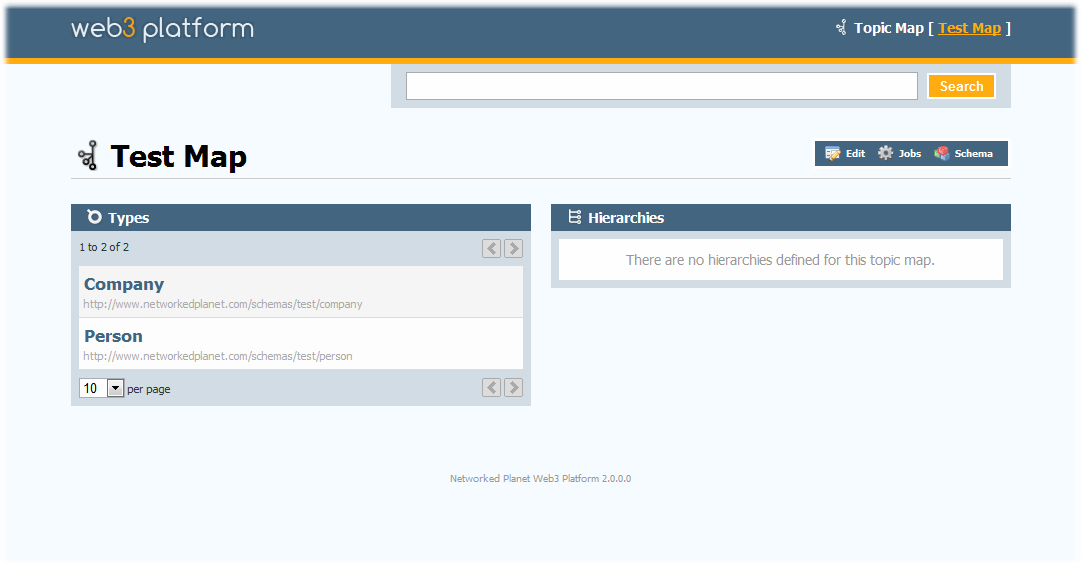 web3 platform
Topic Map [ Test Map ]
Search
Test Map
Edit Jobs Schema
Types
1 to 2 of 2
Company
http://www.networkedplanet.com/schemas/test/company
Person
http://www.networkedplanet.com/schemas/test/person
10 per page
Hierarchies
There are no hierarchies defined for this topic map.
Networked Planet Web3 Platform 2.0.0.0